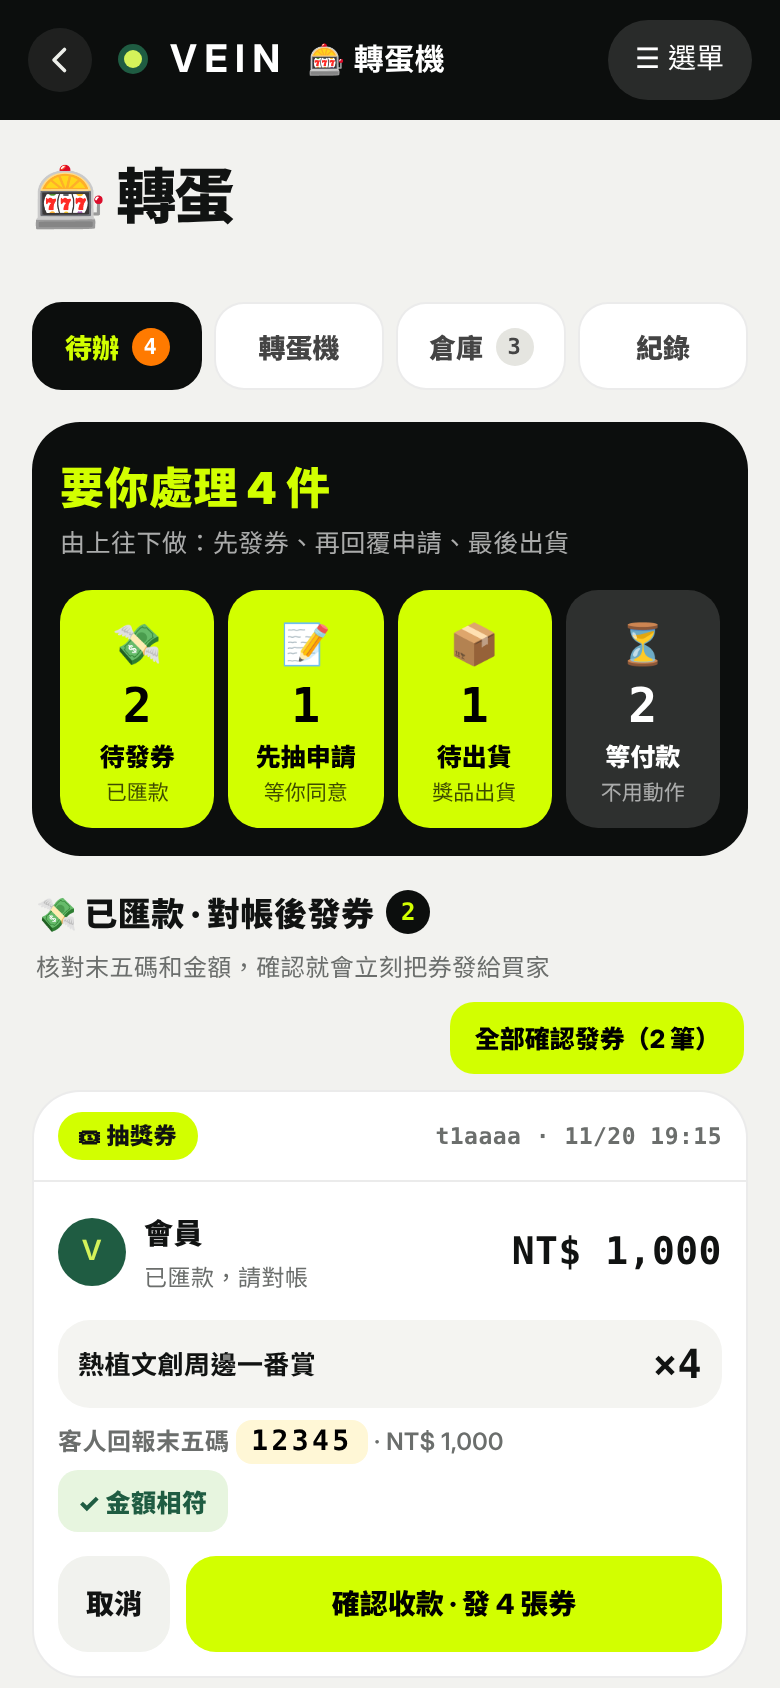 VEIN 🎰 轉蛋機 ☰ 選單
🎰 轉蛋
待辦 4 轉蛋機 倉庫 3 紀錄
要你處理 4 件
由上往下做：先發券、再回覆申請、最後出貨
2 1 1 2
待發券 先抽申請 待出貨 等付款
已匯款 等你同意 獎品出貨 不用動作
💸 已匯款 · 對帳後發券 2
核對末五碼和金額，確認就會立刻把券發給買家
全部確認發券（2 筆）
🎟 抽獎券 t1aaaa · 11/20 19:15
V 會員 NT$ 1,000
已匯款，請對帳
熱植文創周邊一番賞 ×4
客人回報末五碼 12345 · NT$ 1,000
✓ 金額相符
取消 確認收款 · 發 4 張券